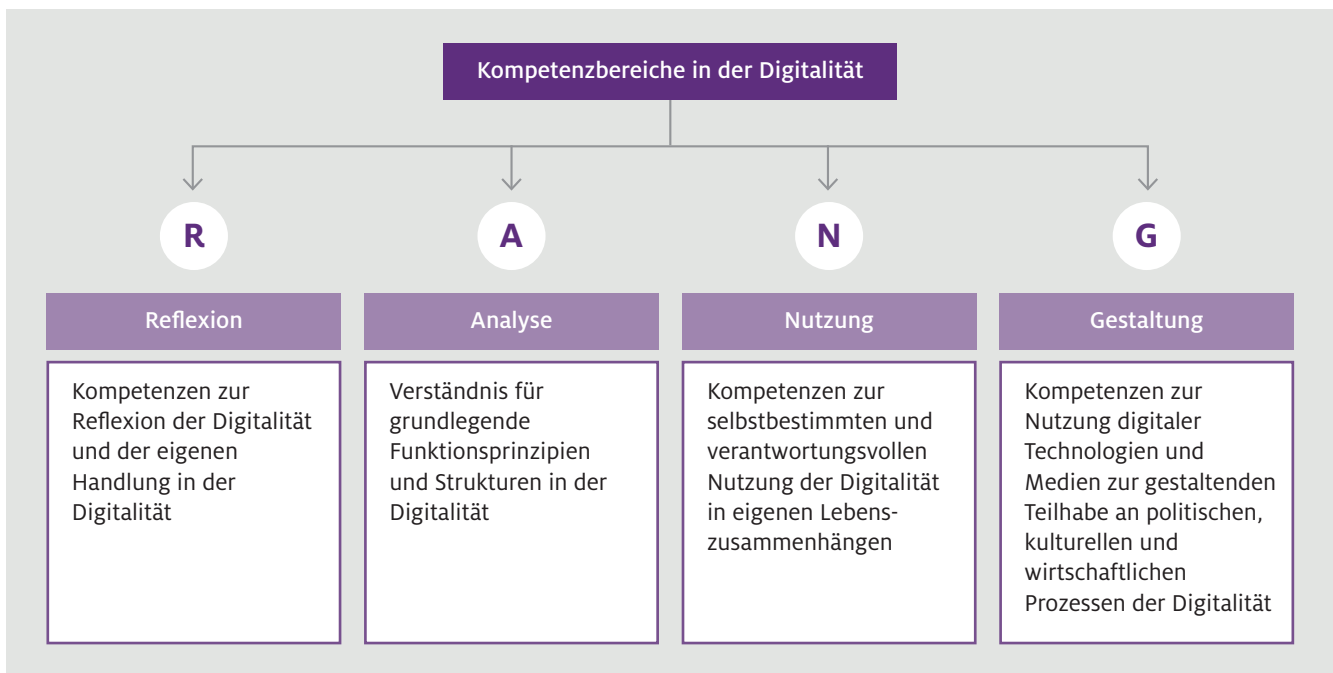 Kompetenzbereiche in der Digitalität
R
Reflexion
Kompetenzen zur
Reflexion der Digitalität
und der eigenen
Handlung in der
Digitalität
A
Analyse
Verständnis für
grundlegende
Funktionsprinzipien
und Strukturen in der
Digitalität
N
Nutzung
Kompetenzen zur
selbstbestimmten und
verantwortungsvollen
Nutzung der Digitalität
in eigenen Lebens-
zusammenhängen
G
Gestaltung
Kompetenzen zur
Nutzung digitaler
Technologien und
Medien zur gestaltenden
Teilhabe an politischen,
kulturellen und
wirtschaftlichen
Prozessen der Digitalität